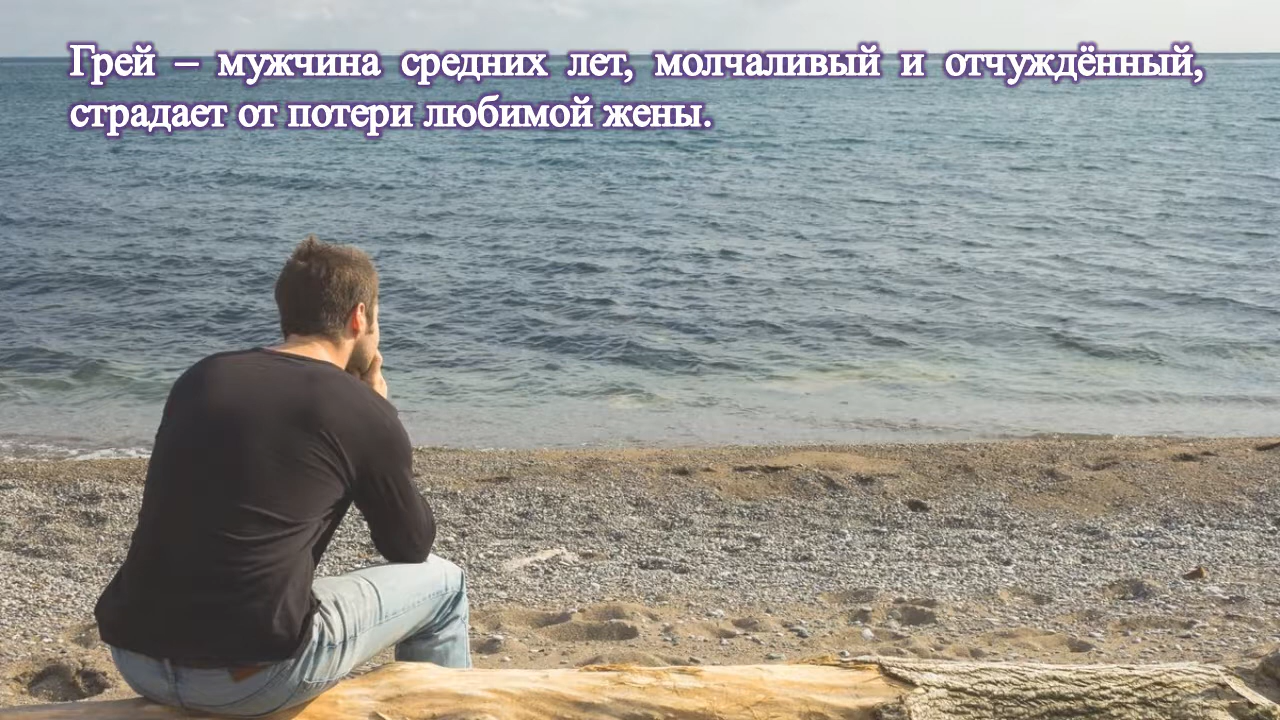 Грей – мужчина средних лет, молчаливый и отчуждённый,
страдает от потери любимой жены.